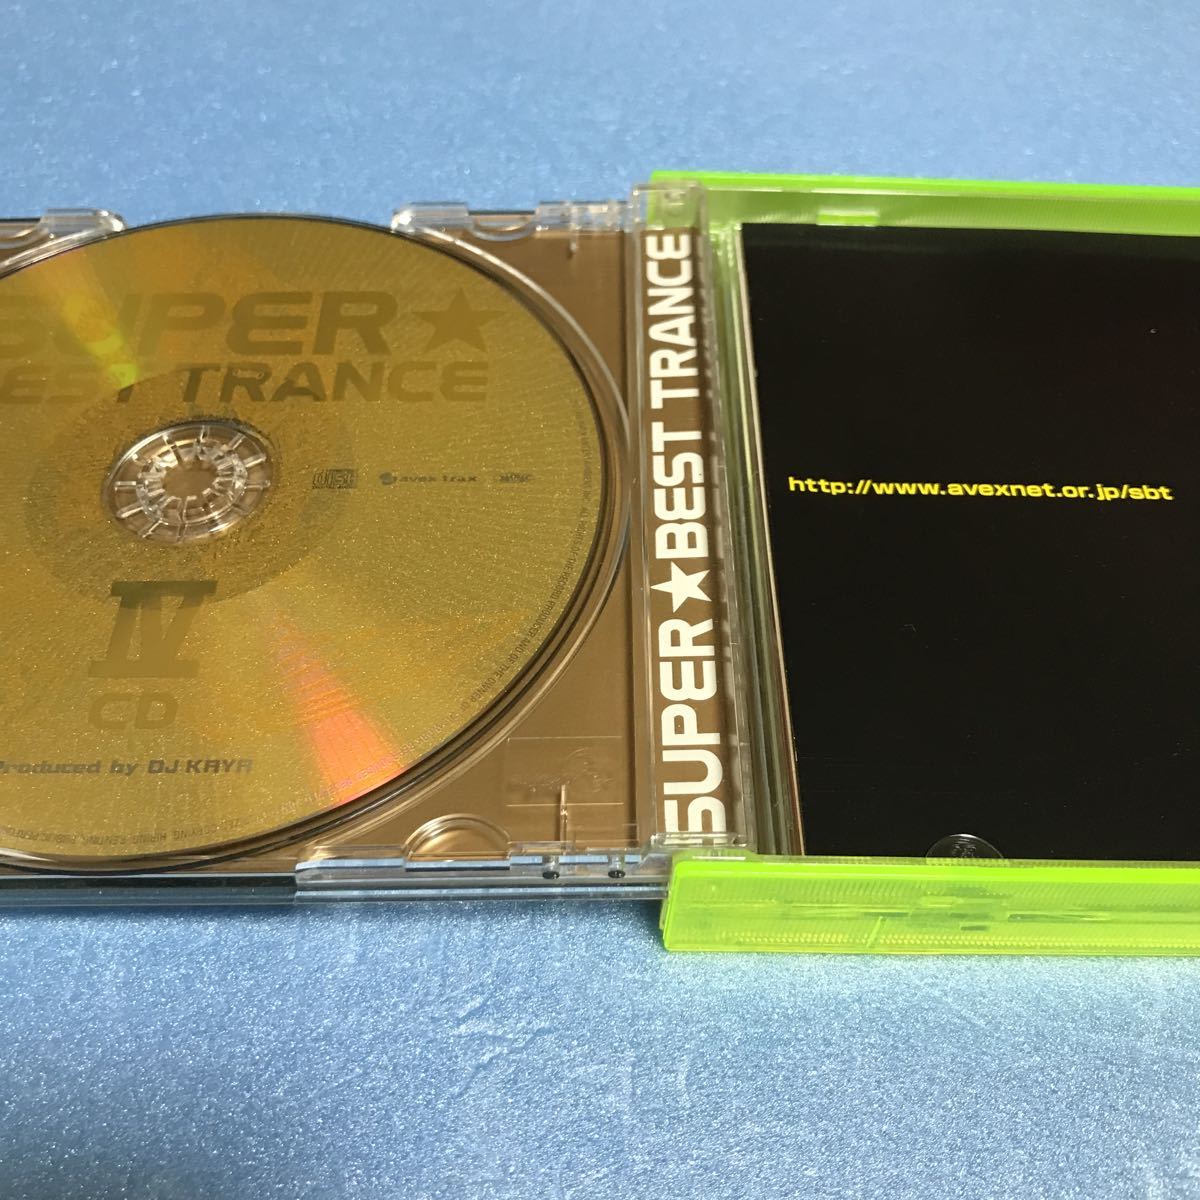 SUPER★
BEST TRANCE
avex trax
IV
CD
Produced by DJ KAYA
SUPER★BEST TRANCE
http://www.avexnet.or.jp/sbt